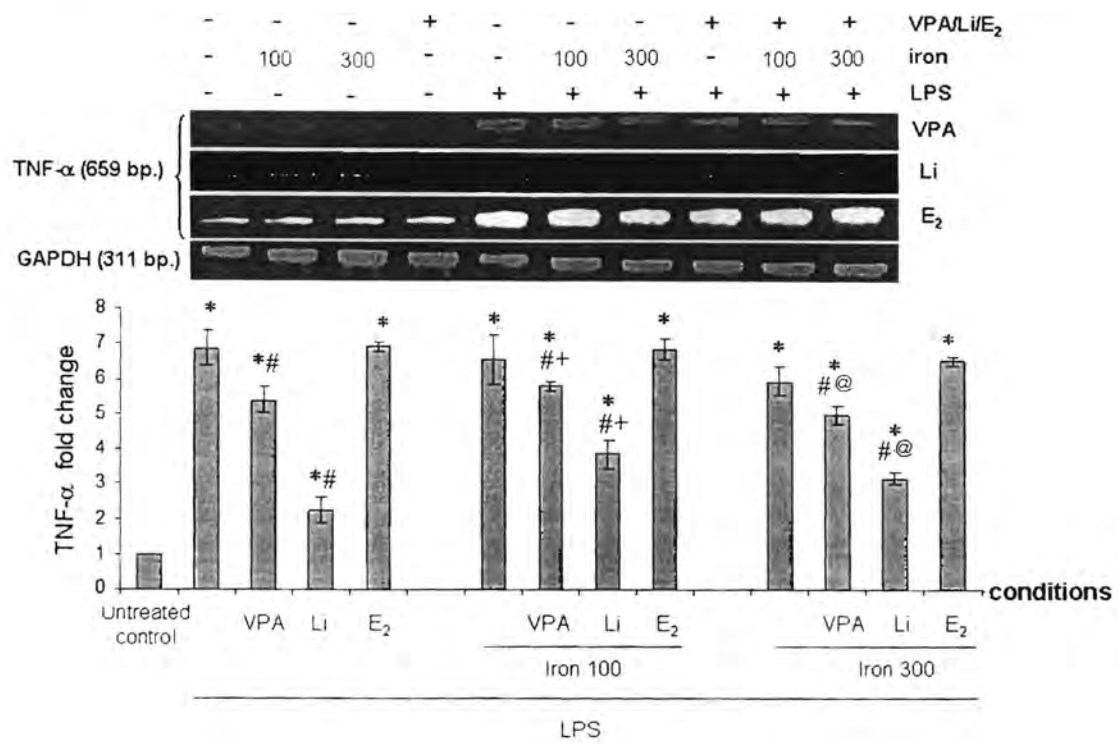 - - - - - - - + + + VPA/Li/E₂
- 100 300 - - 100 300 - 100 300 iron
- - - - + + + + + + LPS
VPA
TNF-α (659 bp.)
Li
E₂
GAPDH (311 bp.)
TNF-α fold change
8
7
6
5
4
3
2
1
0
* *# *# * * * #+ * #+ * * * #@ * #@ *
conditions
Untreated control
VPA Li E₂ VPA Li E₂ VPA Li E₂
Iron 100 Iron 300
LPS